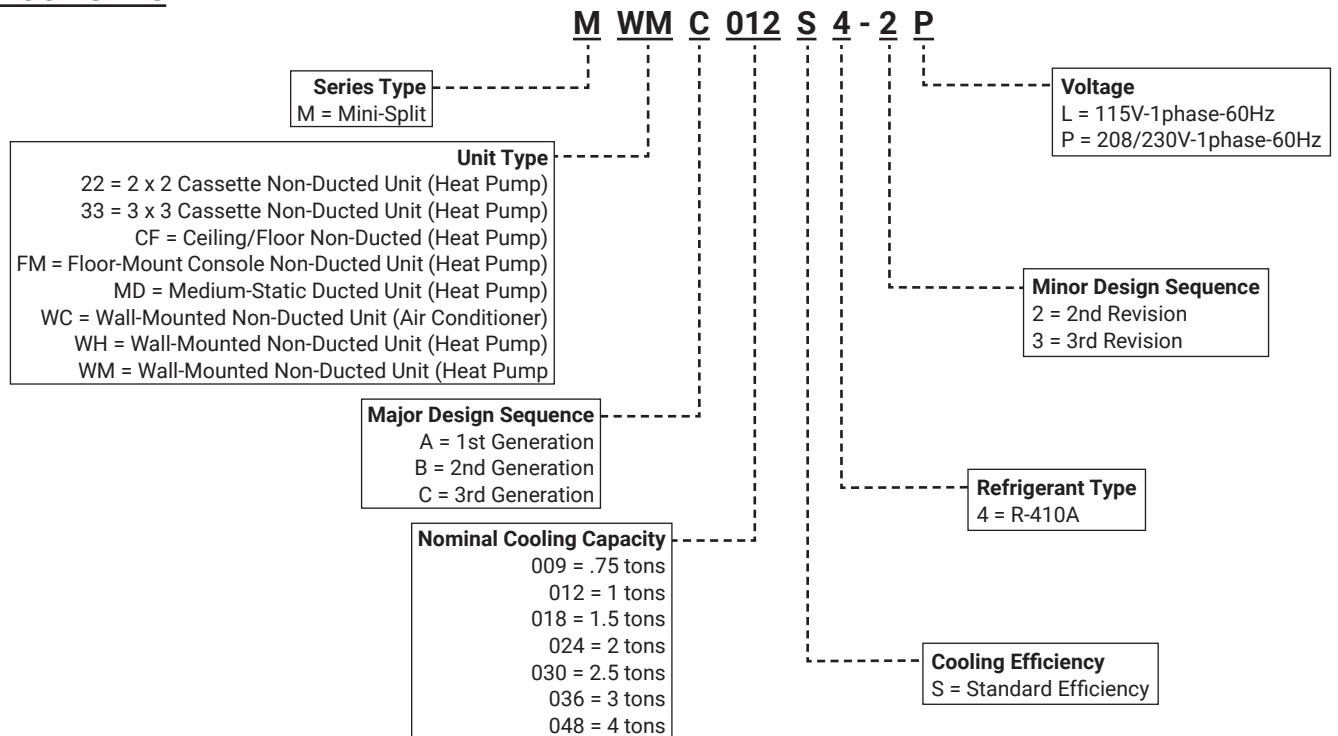 M WM C 012 S 4 - 2 P
Series Type
M = Mini-Split
Voltage
L = 115V-1phase-60Hz
P = 208/230V-1phase-60Hz
Unit Type
22 = 2 x 2 Cassette Non-Ducted Unit (Heat Pump)
33 = 3 x 3 Cassette Non-Ducted Unit (Heat Pump)
CF = Ceiling/Floor Non-Ducted (Heat Pump)
FM = Floor-Mount Console Non-Ducted Unit (Heat Pump)
MD = Medium-Static Ducted Unit (Heat Pump)
WC = Wall-Mounted Non-Ducted Unit (Air Conditioner)
WH = Wall-Mounted Non-Ducted Unit (Heat Pump)
WM = Wall-Mounted Non-Ducted Unit (Heat Pump
Minor Design Sequence
2 = 2nd Revision
3 = 3rd Revision
Major Design Sequence
A = 1st Generation
B = 2nd Generation
C = 3rd Generation
Refrigerant Type
4 = R-410A
Nominal Cooling Capacity
009 = .75 tons
012 = 1 tons
018 = 1.5 tons
024 = 2 tons
030 = 2.5 tons
036 = 3 tons
048 = 4 tons
Cooling Efficiency
S = Standard Efficiency